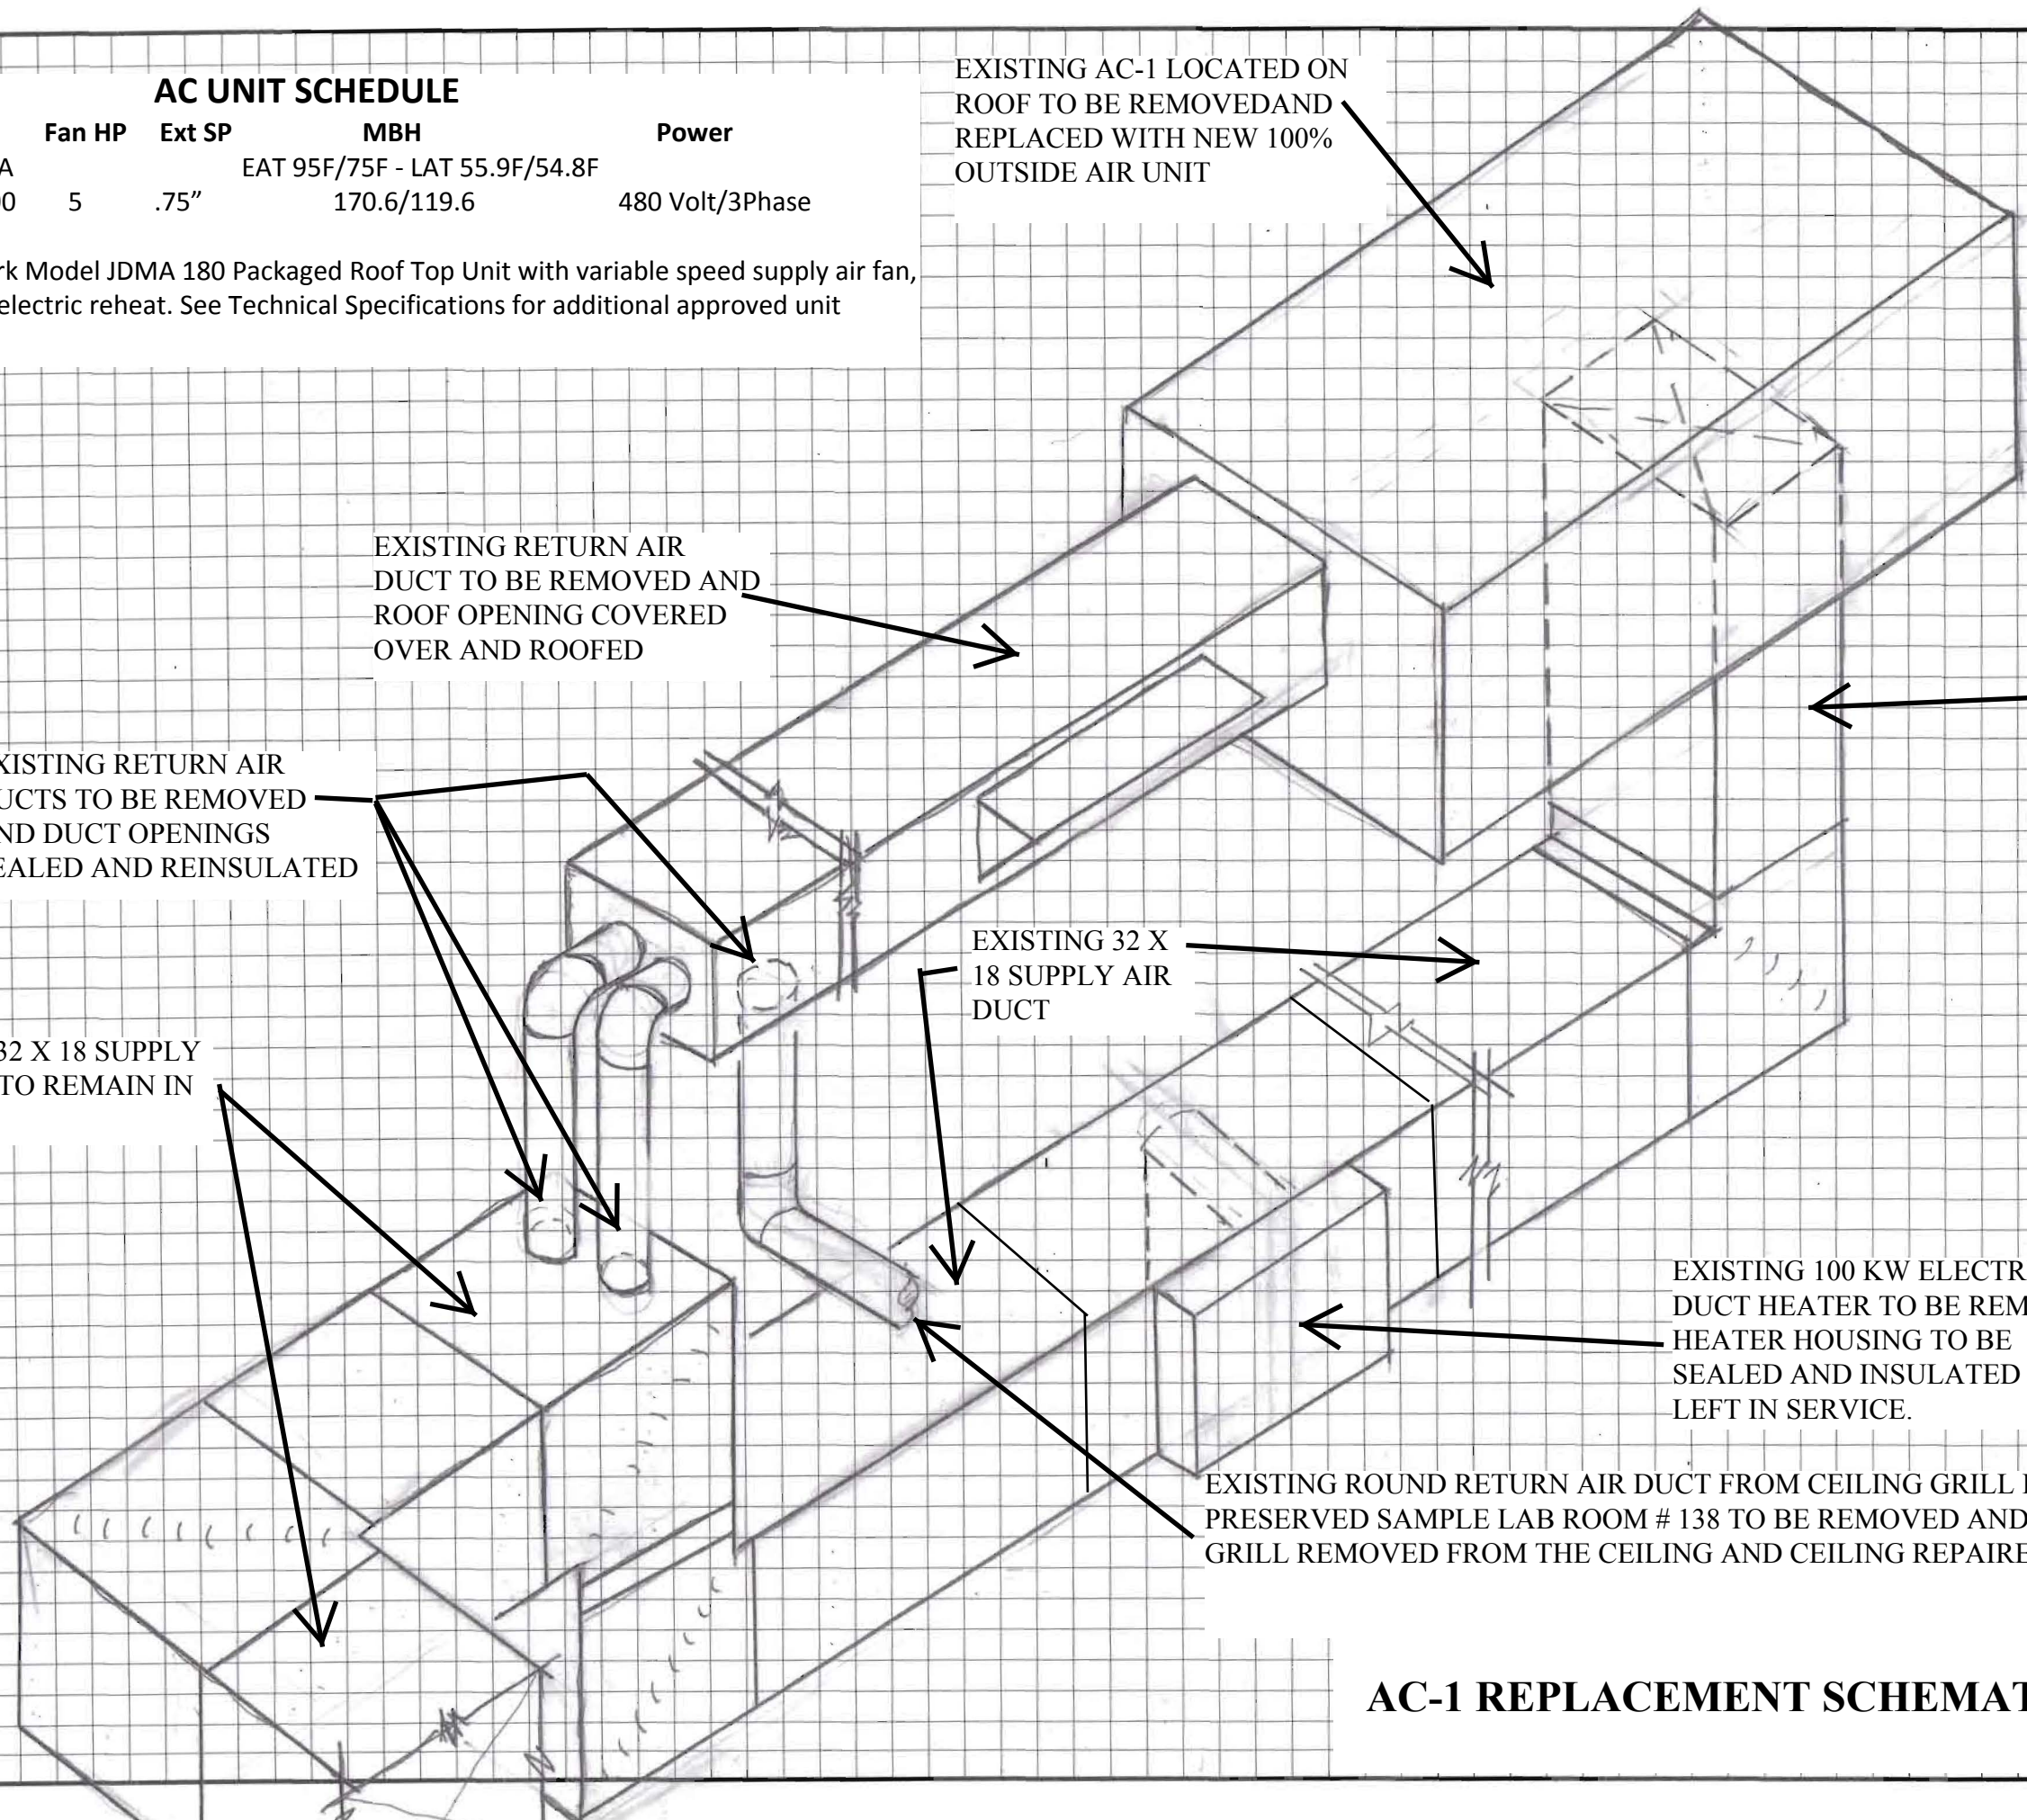 AC UNIT SCHEDULE
Fan HP Ext SP MBH Power
A EAT 95F/75F - LAT 55.9F/54.8F
00 5 .75” 170.6/119.6 480 Volt/3Phase
rk Model JDMA 180 Packaged Roof Top Unit with variable speed supply air fan,
electric reheat. See Technical Specifications for additional approved unit
EXISTING AC-1 LOCATED ON
ROOF TO BE REMOVEDAND
REPLACED WITH NEW 100%
OUTSIDE AIR UNIT
EXISTING RETURN AIR
DUCT TO BE REMOVED AND
ROOF OPENING COVERED
OVER AND ROOFED
XISTING RETURN AIR
UCTS TO BE REMOVED
ND DUCT OPENINGS
EALED AND REINSULATED
EXISTING 32 X
18 SUPPLY AIR
DUCT
32 X 18 SUPPLY
TO REMAIN IN
EXISTING 100 KW ELECTR
DUCT HEATER TO BE REM
HEATER HOUSING TO BE
SEALED AND INSULATED
LEFT IN SERVICE.
EXISTING ROUND RETURN AIR DUCT FROM CEILING GRILL
PRESERVED SAMPLE LAB ROOM # 138 TO BE REMOVED AND
GRILL REMOVED FROM THE CEILING AND CEILING REPAIRE
AC-1 REPLACEMENT SCHEMAT